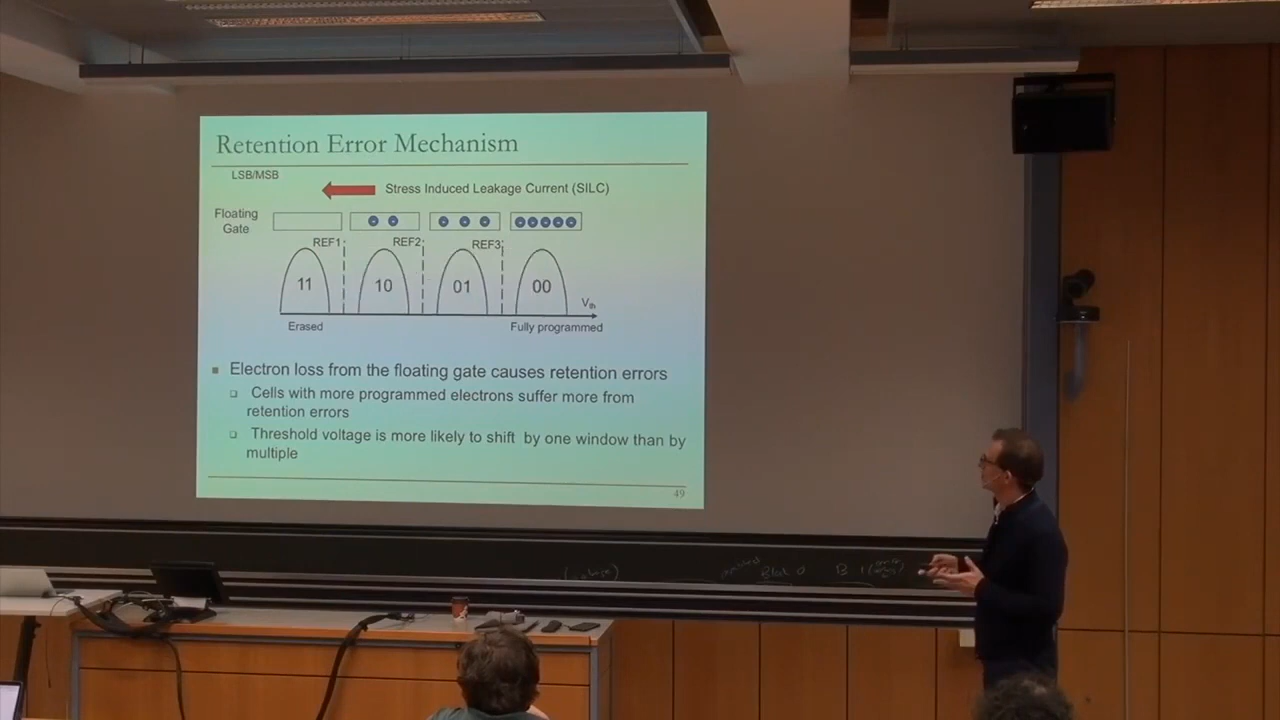 Retention Error Mechanism
LSB/MSB
Stress Induced Leakage Current (SILC)
Floating
Gate
REF1
REF2
REF3
11
10
01
00
Vth
Erased
Fully programmed
Electron loss from the floating gate causes retention errors
Cells with more programmed electrons suffer more from
retention errors
Threshold voltage is more likely to shift by one window than by
multiple
49